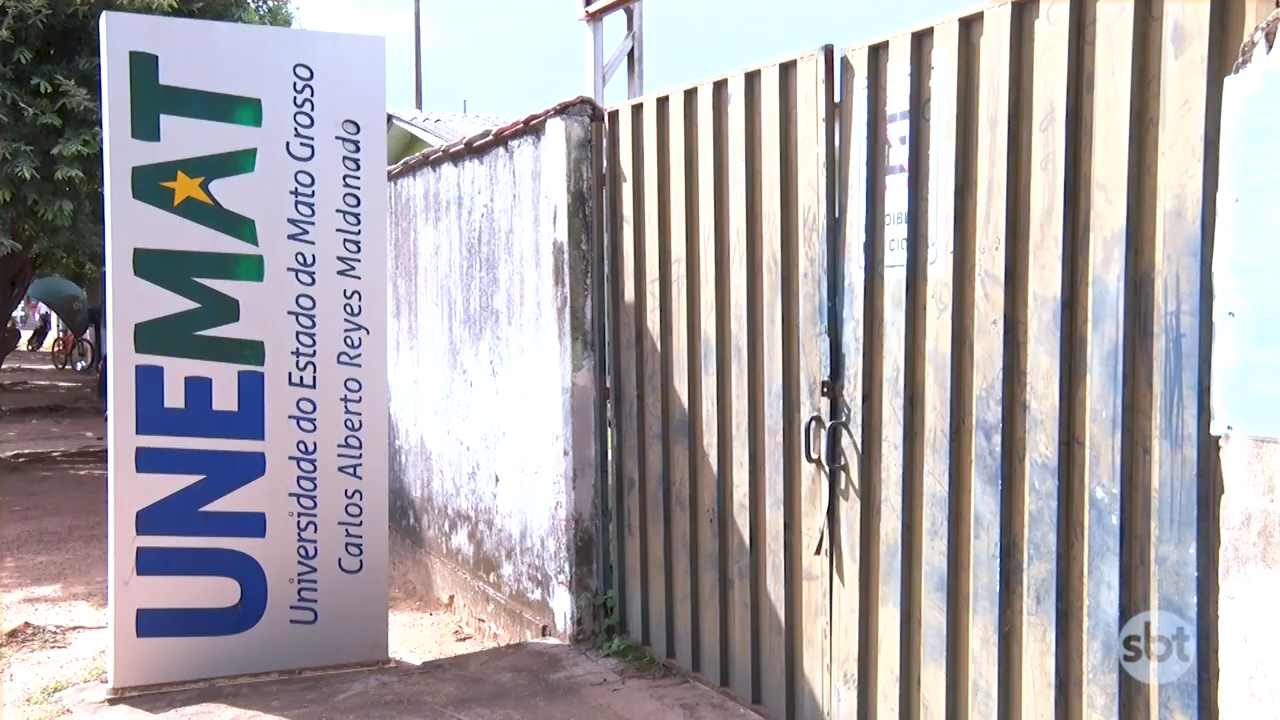 UNEMAT
Universidade do Estado de Mato Grosso
Carlos Alberto Reyes Maldonado
sbt